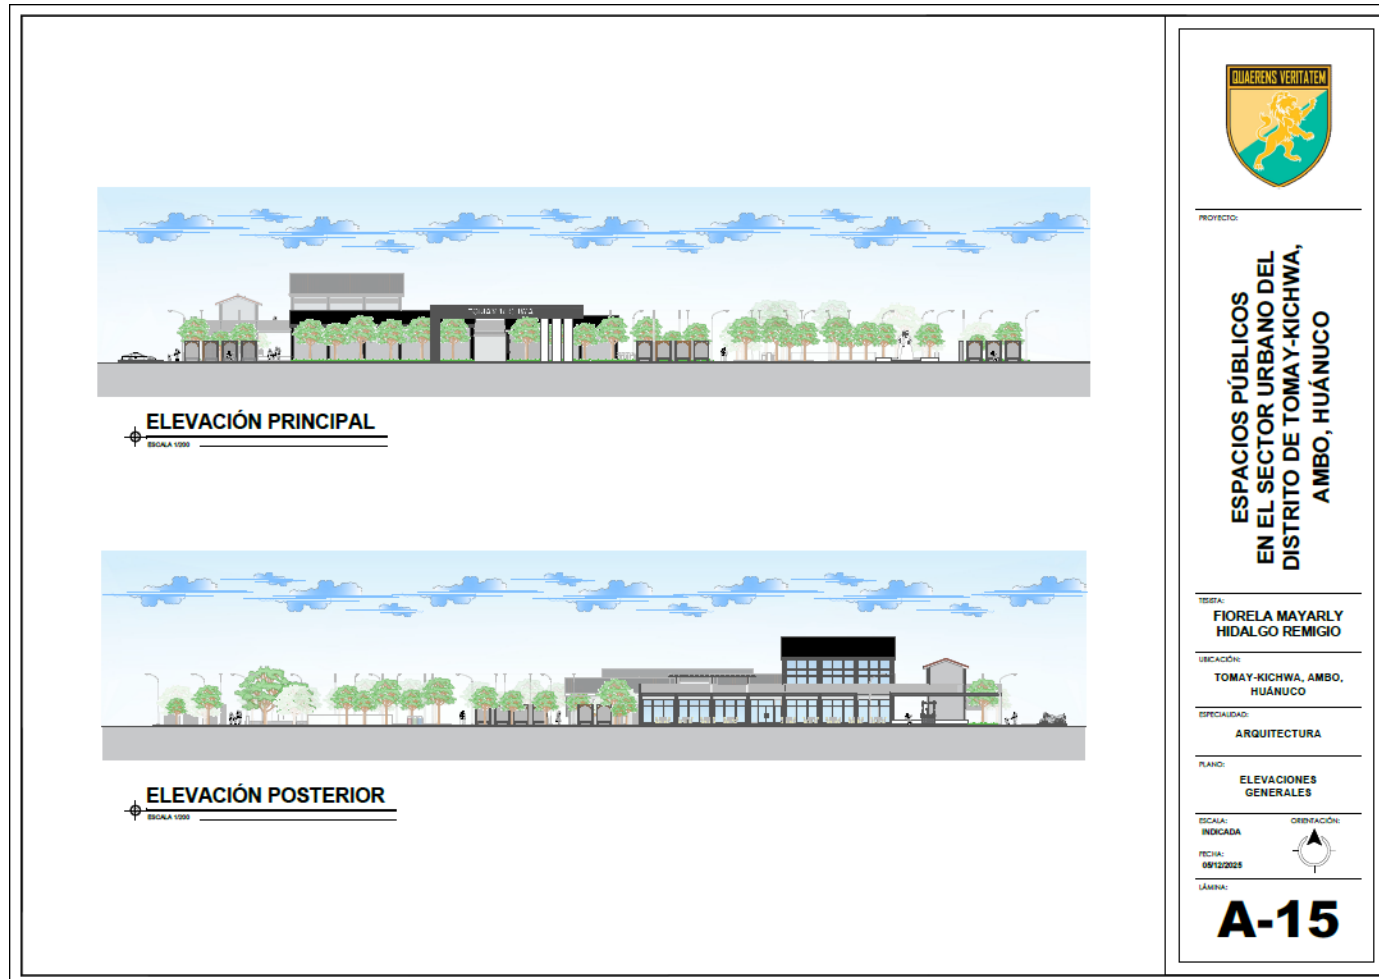 TOMAY KICHWA
ELEVACIÓN PRINCIPAL
ESCALA 1/200
ELEVACIÓN POSTERIOR
ESCALA 1/200
QUAERENS VERITATEM
PROYECTO:
ESPACIOS PÚBLICOS
EN EL SECTOR URBANO DEL
DISTRITO DE TOMAY-KICHWA,
AMBO, HUÁNUCO
TESISTA:
FIORELA MAYARLY
HIDALGO REMIGIO
UBICACIÓN:
TOMAY-KICHWA, AMBO,
HUÁNUCO
ESPECIALIDAD:
ARQUITECTURA
PLANO:
ELEVACIONES
GENERALES
ESCALA:
INDICADA
ORIENTACIÓN:
FECHA:
05/12/2025
LÁMINA:
A-15